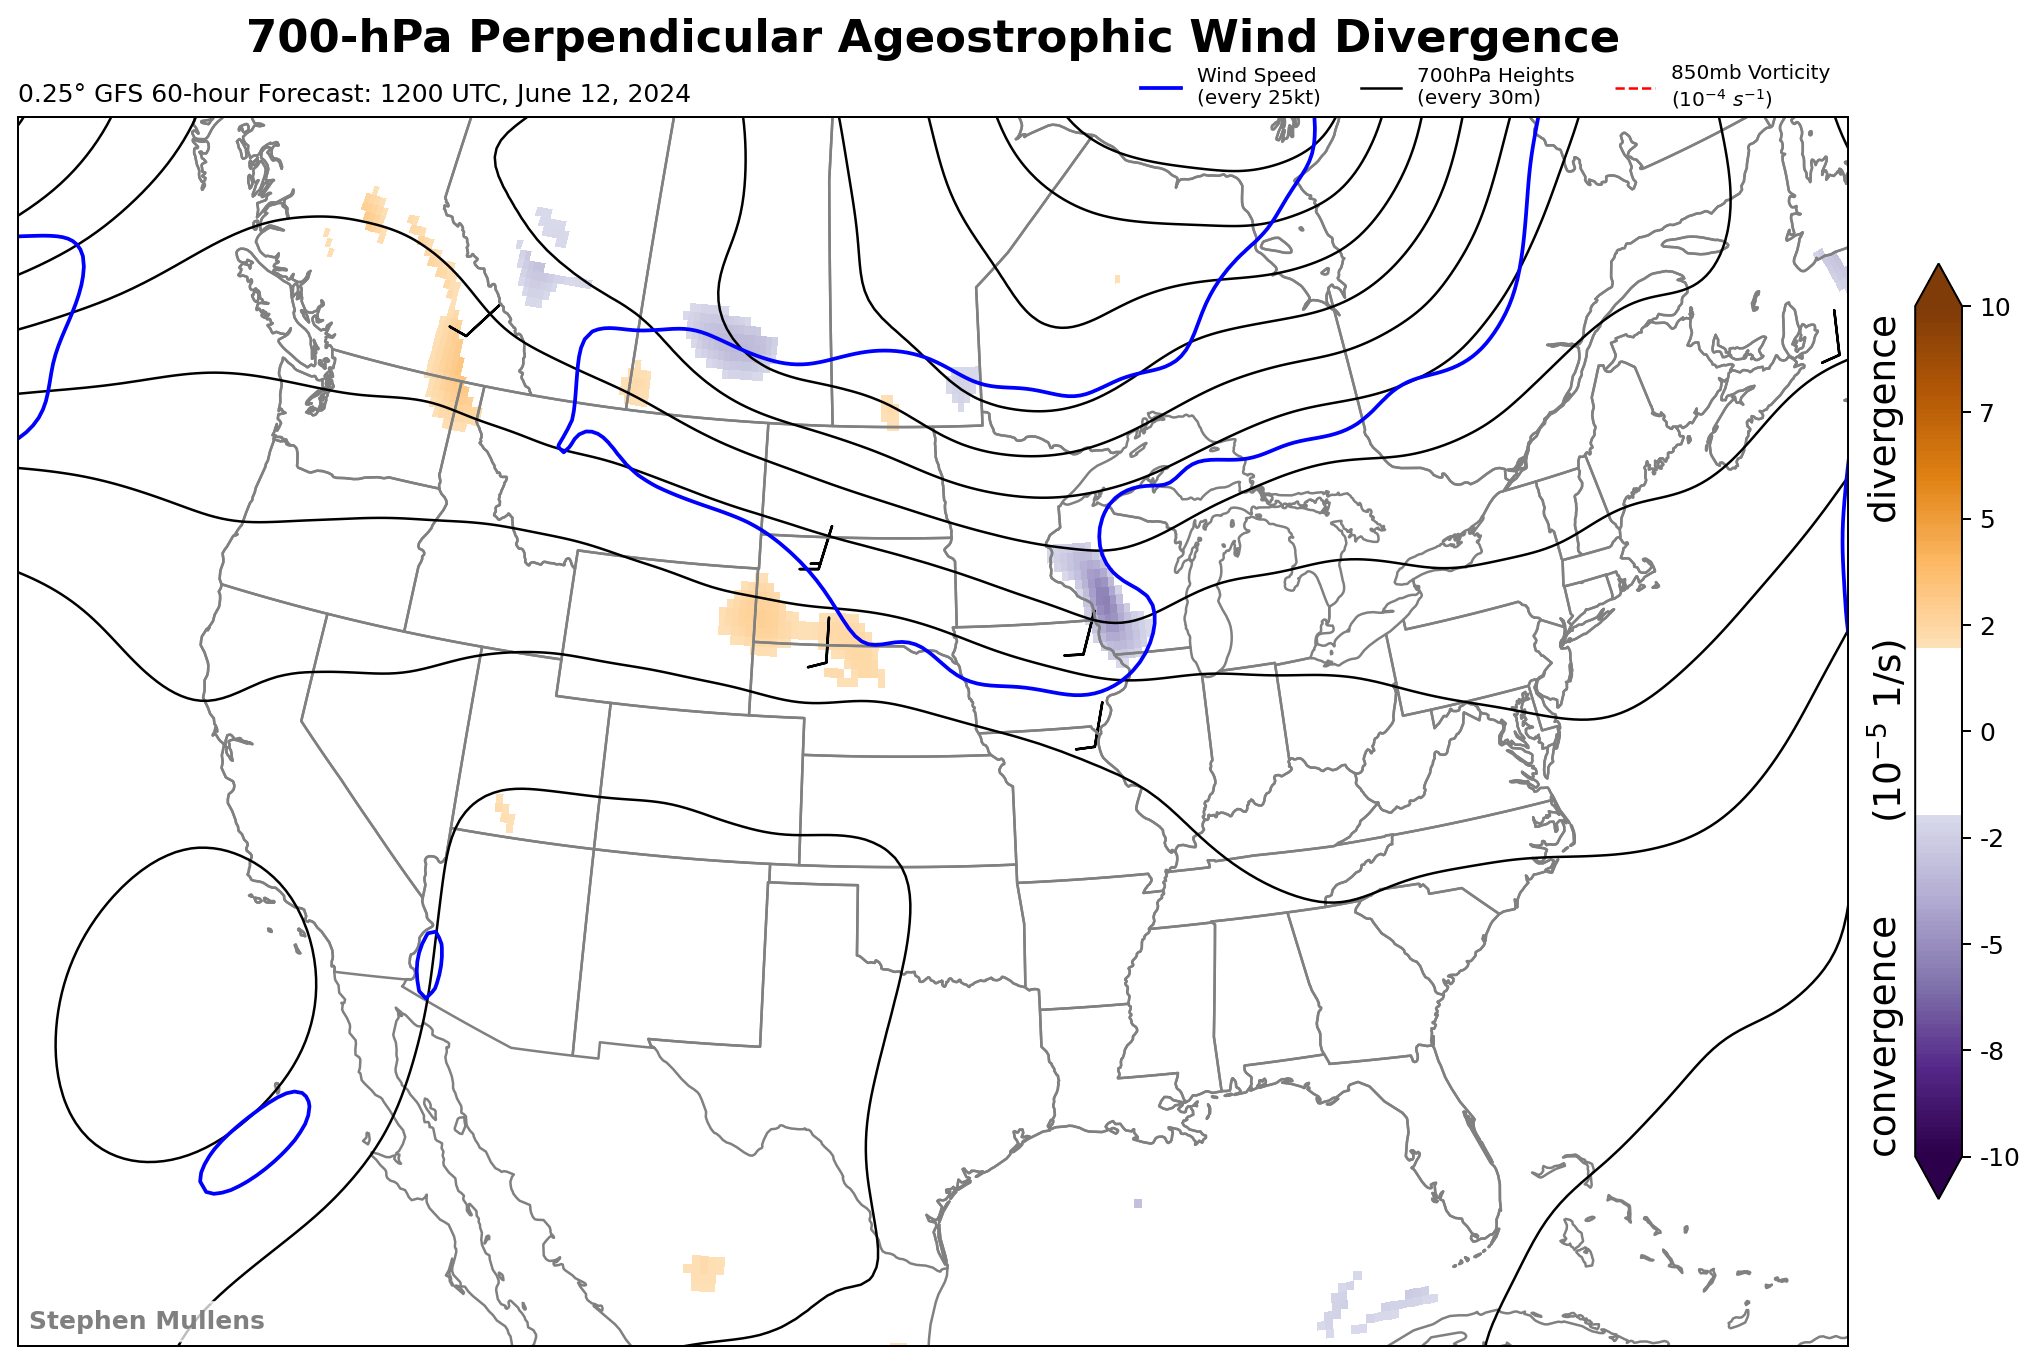 700-hPa Perpendicular Ageostrophic Wind Divergence
0.25° GFS 60-hour Forecast: 1200 UTC, June 12, 2024
Wind Speed
(every 25kt)
700hPa Heights
(every 30m)
850mb Vorticity
(10⁻⁴ s⁻¹)
10
7
5
2
0
-2
-5
-8
-10
convergence (10⁻⁵ 1/s) divergence
Stephen Mullens